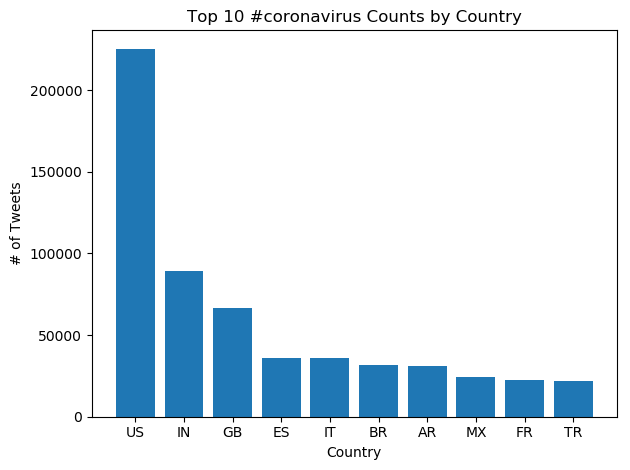 Top 10 #coronavirus Counts by Country
# of Tweets
200000
150000
100000
50000
0
US IN GB ES IT BR AR MX FR TR
Country